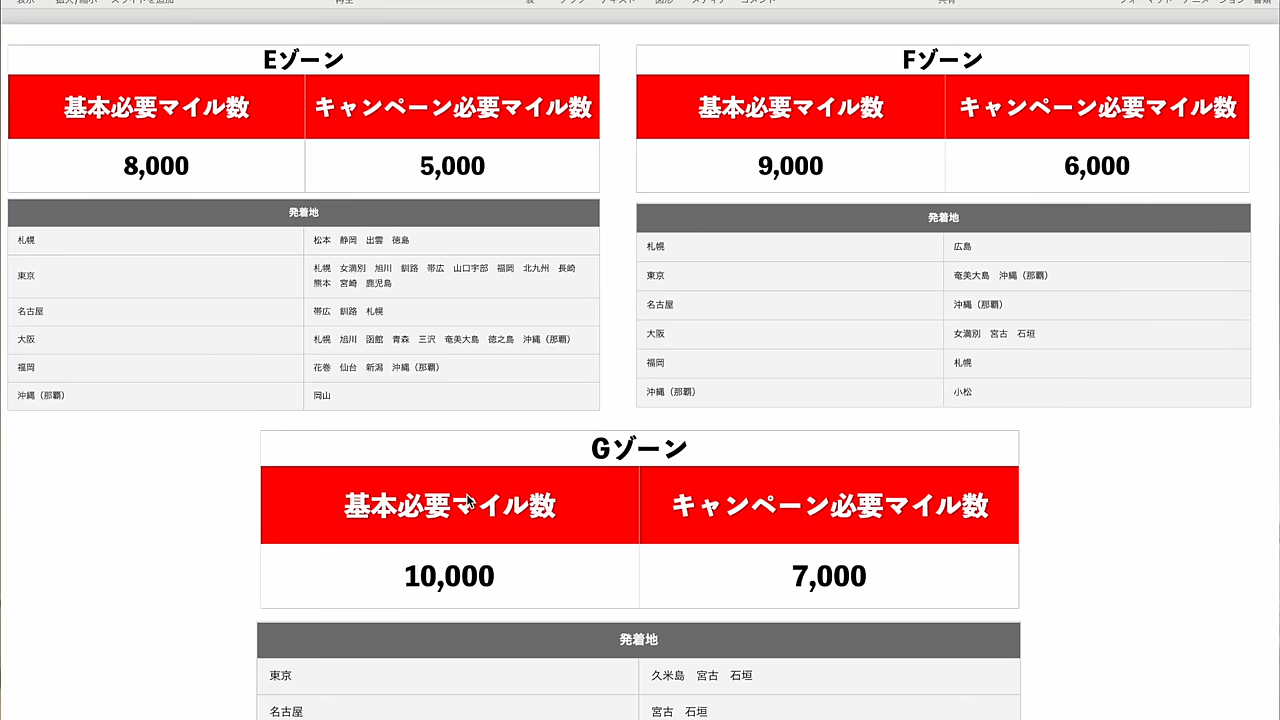 Eゾーン
基本必要マイル数 キャンペーン必要マイル数
8,000 5,000
発着地
札幌 松本 静岡 出雲 徳島
東京 札幌 女満別 旭川 釧路 帯広 山口宇部 福岡 北九州 長崎
熊本 宮崎 鹿児島
名古屋 帯広 釧路 札幌
大阪 札幌 旭川 函館 青森 三沢 奄美大島 徳之島 沖縄（那覇）
福岡 花巻 仙台 新潟 沖縄（那覇）
沖縄（那覇） 岡山
Fゾーン
基本必要マイル数 キャンペーン必要マイル数
9,000 6,000
発着地
札幌 広島
東京 奄美大島 沖縄（那覇）
名古屋 沖縄（那覇）
大阪 女満別 宮古 石垣
福岡 札幌
沖縄（那覇） 小松
Gゾーン
基本必要マイル数 キャンペーン必要マイル数
10,000 7,000
発着地
東京 久米島 宮古 石垣
名古屋 宮古 石垣